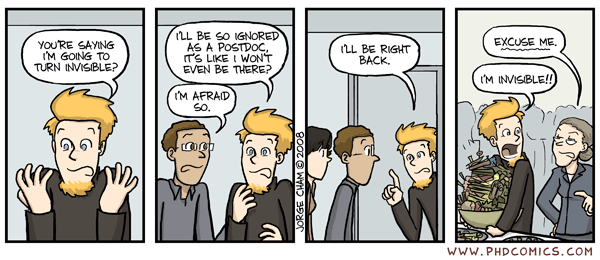 YOU'RE SAYING
I'M GOING TO
TURN INVISIBLE?
I'LL BE SO IGNORED
AS A POSTDOC,
IT'S LIKE I WON'T
EVEN BE THERE?
I'M AFRAID
SO.
JORGE CHAM © 2008
I'LL BE RIGHT
BACK.
EXCUSE ME.
I'M INVISIBLE!!
WWW.PHDCOMICS.COM